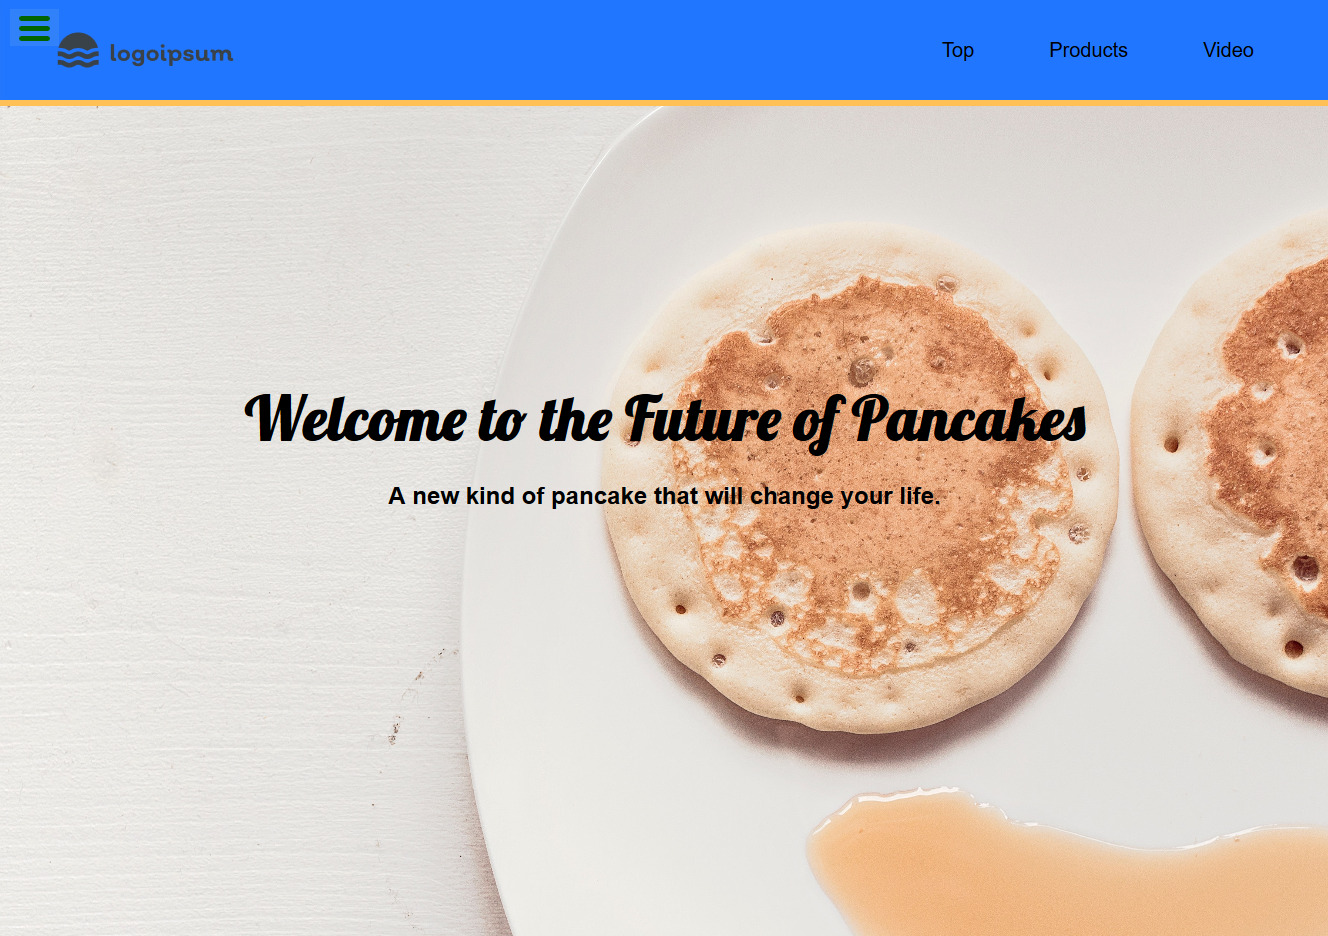 logoipsum
Top
Products
Video
Welcome to the Future of Pancakes
A new kind of pancake that will change your life.